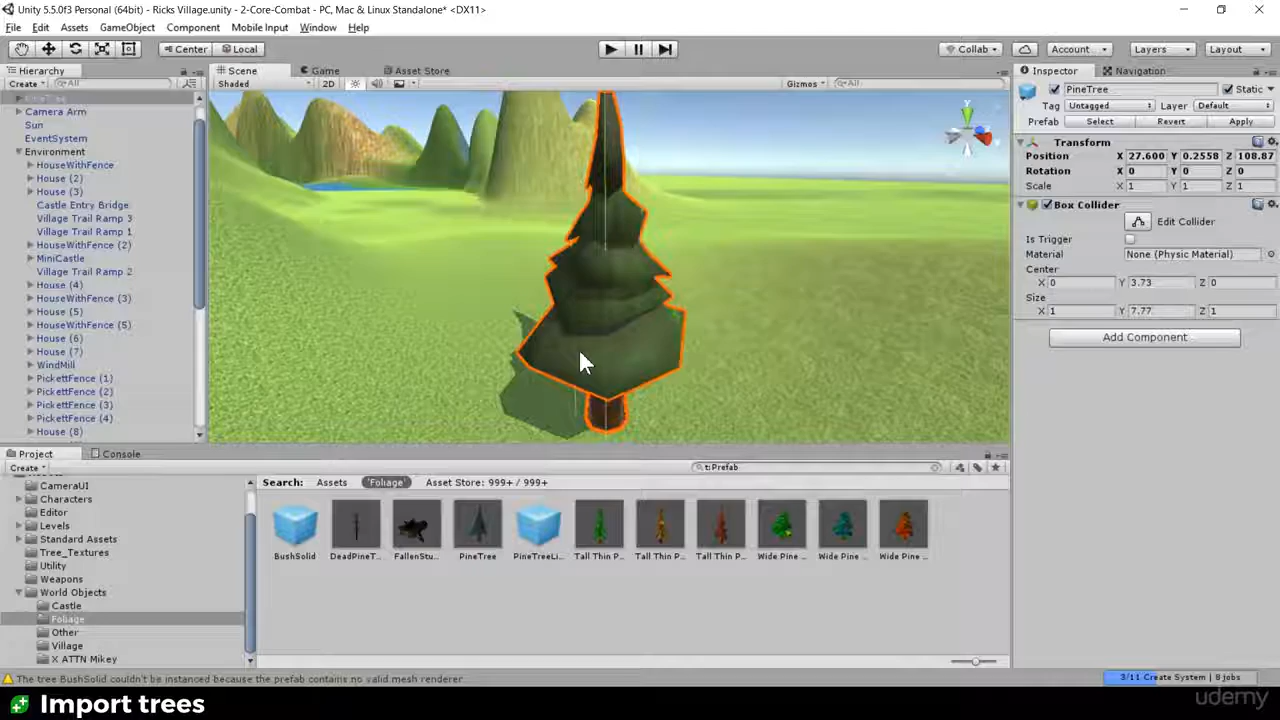 Unity 5.5.0f3 Personal (64bit) - Ricks Village.unity - 2-Core-Combat - PC, Mac & Linux Standalone* <DX11>
File Edit Assets GameObject Component Mobile Input Window Help
Center Local Collab Account Layers Layout
Hierarchy Scene Game Asset Store Inspector Navigation
Create All Shaded 2D Gizmos All
PineTree Static
Tag Untagged Layer Default
Prefab Select Revert Apply
Transform
Position X 27.600 Y 0.2558 Z 108.87
Rotation X 0 Y 0 Z 0
Scale X 1 Y 1 Z 1
Box Collider
Edit Collider
Is Trigger
Material None (Physic Material)
Center
X 0 Y 3.73 Z 0
Size
X 1 Y 7.77 Z 1
Add Component
Camera Arm
Sun
EventSystem
Environment
HouseWithFence
House (2)
House (3)
Castle Entry Bridge
Village Trail Ramp 3
Village Trail Ramp 1
HouseWithFence (2)
MiniCastle
Village Trail Ramp 2
House (4)
HouseWithFence (3)
House (5)
HouseWithFence (5)
House (6)
House (7)
WindMill
PickettFence (1)
PickettFence (2)
PickettFence (3)
PickettFence (4)
House (8)
y
Project Console
Create t:Prefab
Search: Assets 'Foliage' Asset Store: 999+ / 999+
CameraUI
Characters
Editor
Levels
Standard Assets
Tree_Textures
Utility
Weapons
World Objects
Castle
Foliage
Other
Village
X ATTN Mikey
BushSolid DeadPineT... FallenStu... PineTree PineTreeLi... Tall Thin P... Tall Thin P... Tall Thin P... Wide Pine ... Wide Pine ... Wide Pine ...
The tree BushSolid couldn't be instanced because the prefab contains no valid mesh renderer.
3/11 Create System | 8 jobs
Import trees
udemy